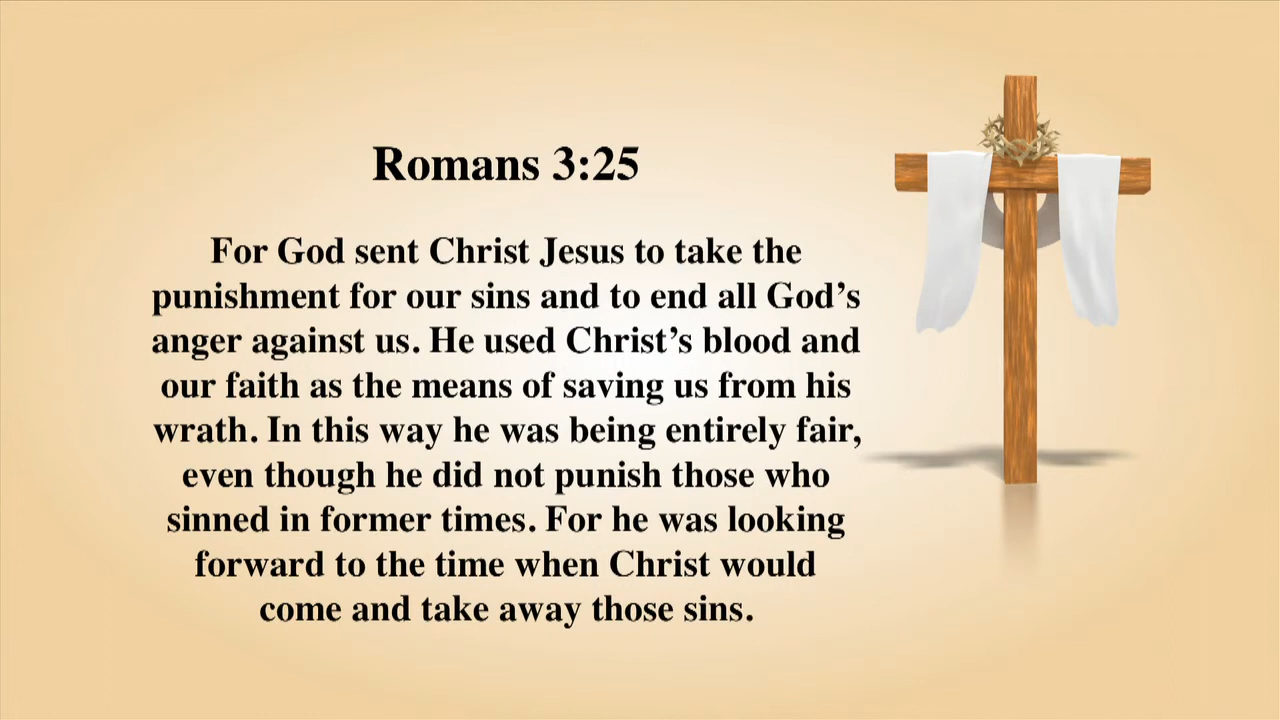 Romans 3:25
For God sent Christ Jesus to take the
punishment for our sins and to end all God’s
anger against us. He used Christ’s blood and
our faith as the means of saving us from his
wrath. In this way he was being entirely fair,
even though he did not punish those who
sinned in former times. For he was looking
forward to the time when Christ would
come and take away those sins.